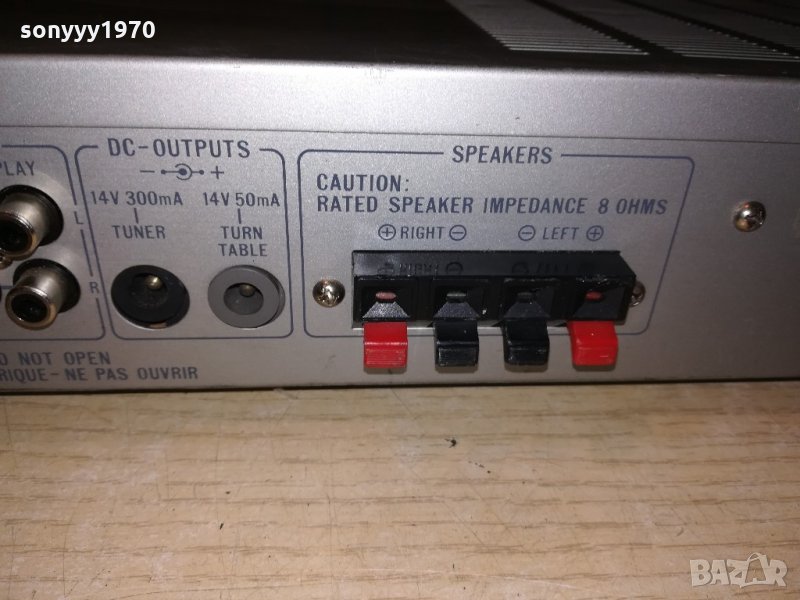 sonyyy1970
PLAY
L
R
DC-OUTPUTS
14V 300mA
TUNER
14V 50mA
TURN
TABLE
SPEAKERS
CAUTION:
RATED SPEAKER IMPEDANCE 8 OHMS
⊕ RIGHT ⊖
⊖ LEFT ⊕
NOT OPEN
RIQUE- NE PAS OUVRIR
BAZAR